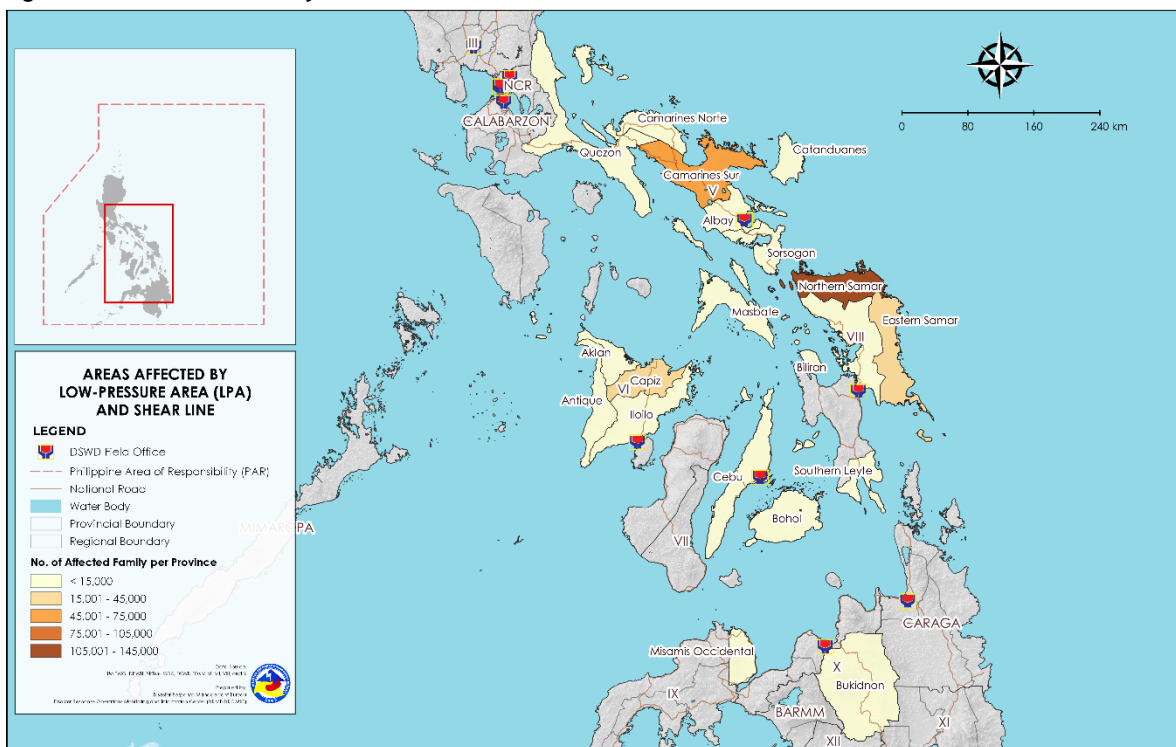 III
NCR
CALABARZON
Quezon
Camarines Norte
Catanduanes
Camarines Sur
V
Albay
Sorsogon
0 80 160 240 km
Northern Samar
Masbate
Eastern Samar
VIII
Biliran
Aklan
Capiz
VI
Antique
Iloilo
Cebu
Southern Leyte
Bohol
VII
MIMAROPA
CARAGA
Misamis Occidental
X
Bukidnon
IX
BARMM
XI
XII
AREAS AFFECTED BY
LOW-PRESSURE AREA (LPA)
AND SHEAR LINE
LEGEND
DSWD Field Office
Philippine Area of Responsibility (PAR)
National Road
Water Body
Provincial Boundary
Regional Boundary
No. of Affected Family per Province
< 15,000
15,001 - 45,000
45,001 - 75,000
75,001 - 105,000
105,001 - 145,000
Prepared by: